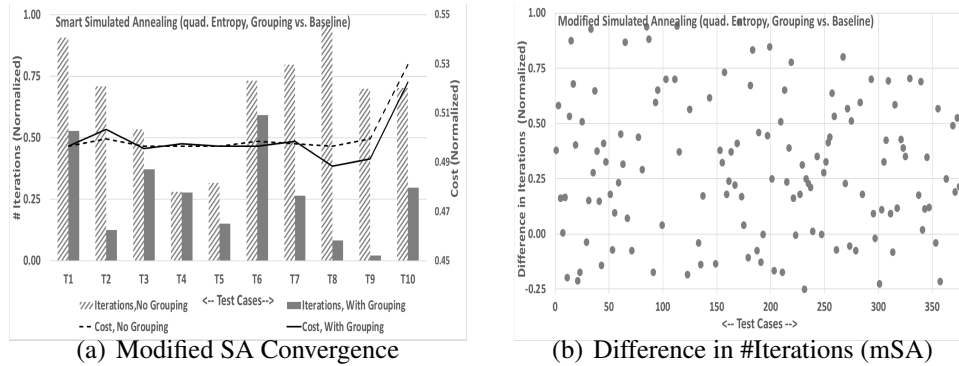 Smart Simulated Annealing (quad. Entropy, Grouping vs. Baseline)
# Iterations (Normalized)
1.00
0.75
0.50
0.25
0.00
0.55
0.53
0.51
0.49
0.47
0.45
Cost (Normalized)
T1 T2 T3 T4 T5 T6 T7 T8 T9 T10
<-- Test Cases-->
Iterations,No Grouping
Iterations, With Grouping
Cost, No Grouping
Cost, With Grouping
(a) Modified SA Convergence
Modified Simulated Annealing (quad. Entropy, Grouping vs. Baseline)
Difference in Iterations (Normalized)
1.00
0.75
0.50
0.25
0.00
-0.25
0 50 100 150 200 250 300 350
<-- Test Cases -->
(b) Difference in #Iterations (mSA)